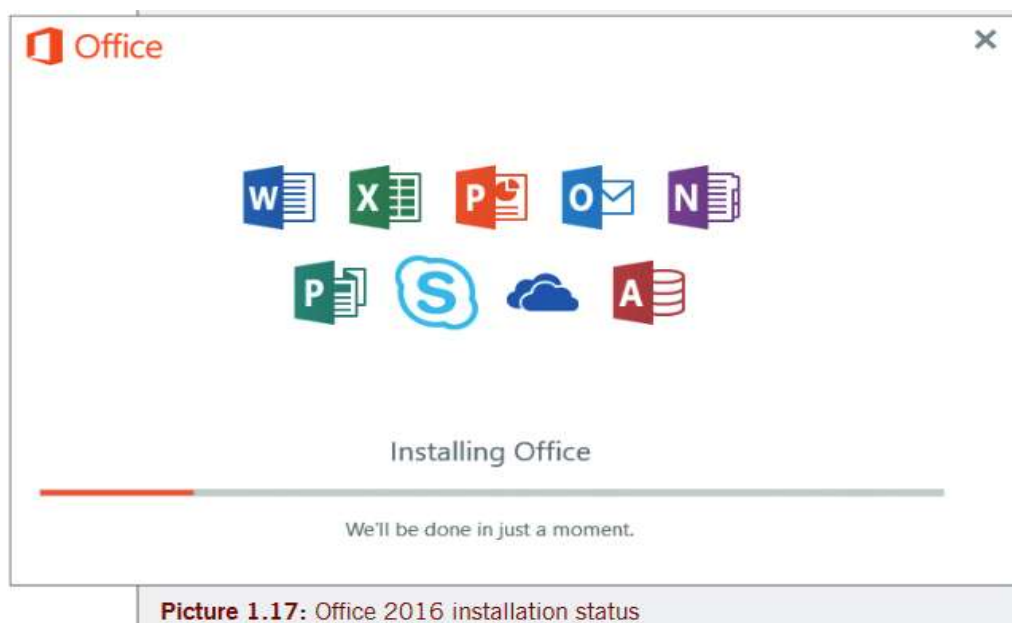 Office
W X P O N
P S A
Installing Office
We'll be done in just a moment.
Picture 1.17: Office 2016 installation status